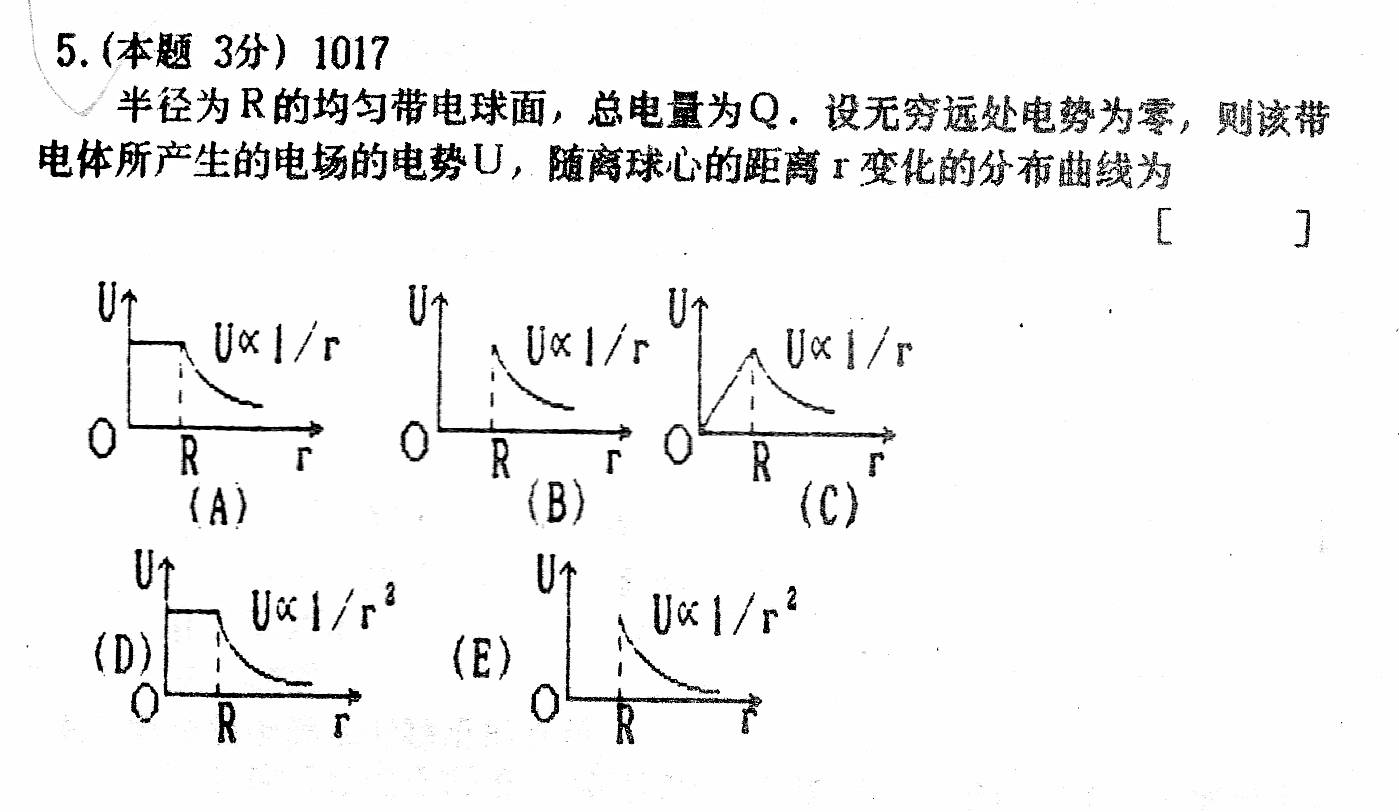 5.(本题 3分) 1017
半径为R的均匀带电球面，总电量为Q．设无穷远处电势为零，则该带
电体所产生的电场的电势U，随离球心的距离r变化的分布曲线为
[ ]
U U∝1/r
O R r
(A)
U U∝1/r
O R r
(B)
U U∝1/r
O R r
(C)
U U∝1/r²
(D)
O R r
U U∝1/r²
(E)
O R r